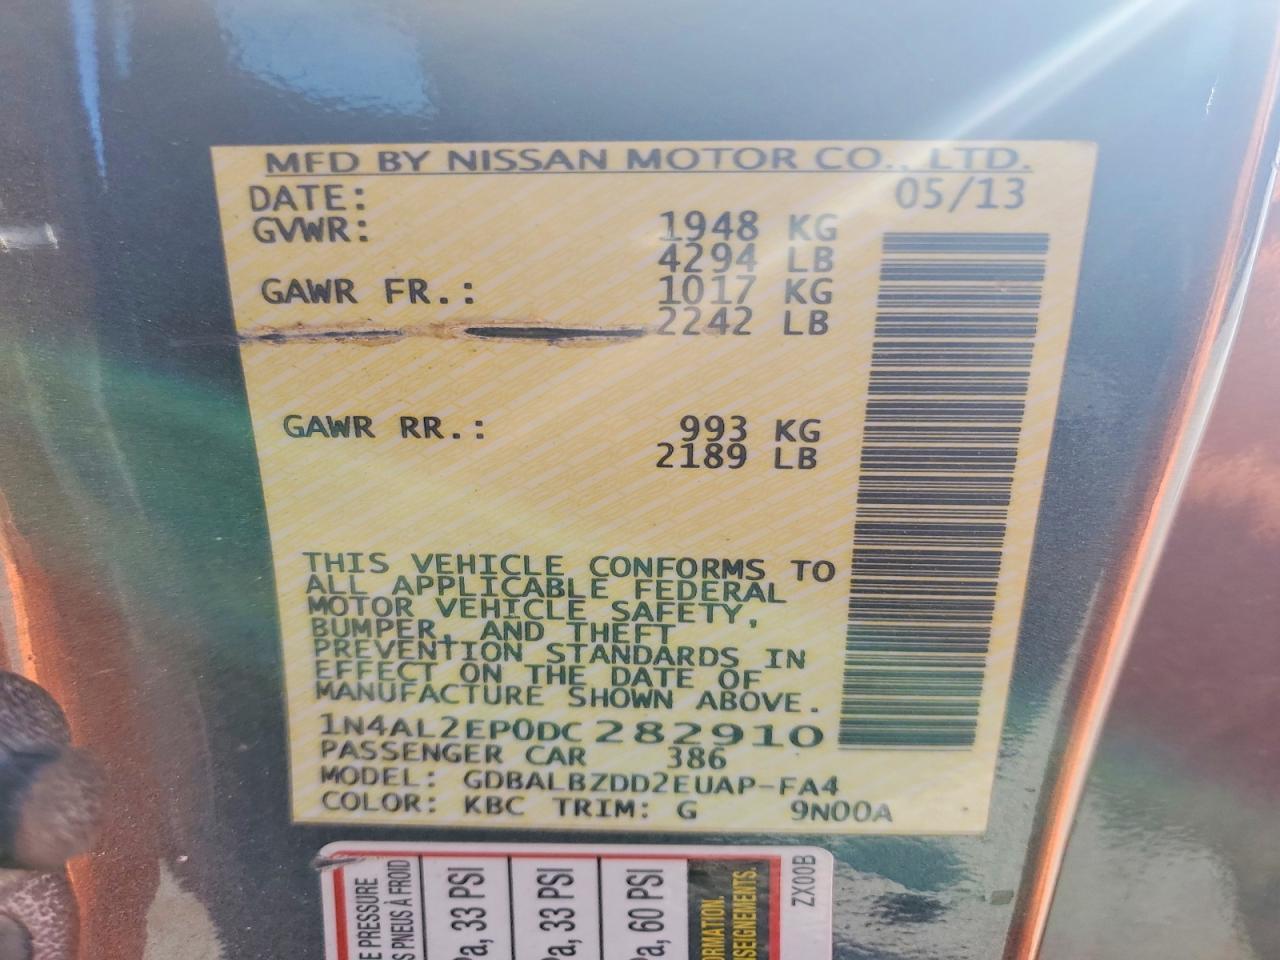 MFD BY NISSAN MOTOR CO., LTD.
DATE: 05/13
GVWR: 1948 KG
4294 LB
GAWR FR.: 1017 KG
2242 LB
GAWR RR.: 993 KG
2189 LB
THIS VEHICLE CONFORMS TO
ALL APPLICABLE FEDERAL
MOTOR VEHICLE SAFETY,
BUMPER, AND THEFT
PREVENTION STANDARDS IN
EFFECT ON THE DATE OF
MANUFACTURE SHOWN ABOVE.
1N4AL2EP0DC282910
PASSENGER CAR 386
MODEL: GDBALBZDD2EUAP-FA4
COLOR: KBC TRIM: G 9N00A
PRESSURE
PNEUS À FROID
33 PSI
33 PSI
60 PSI
ZX00B